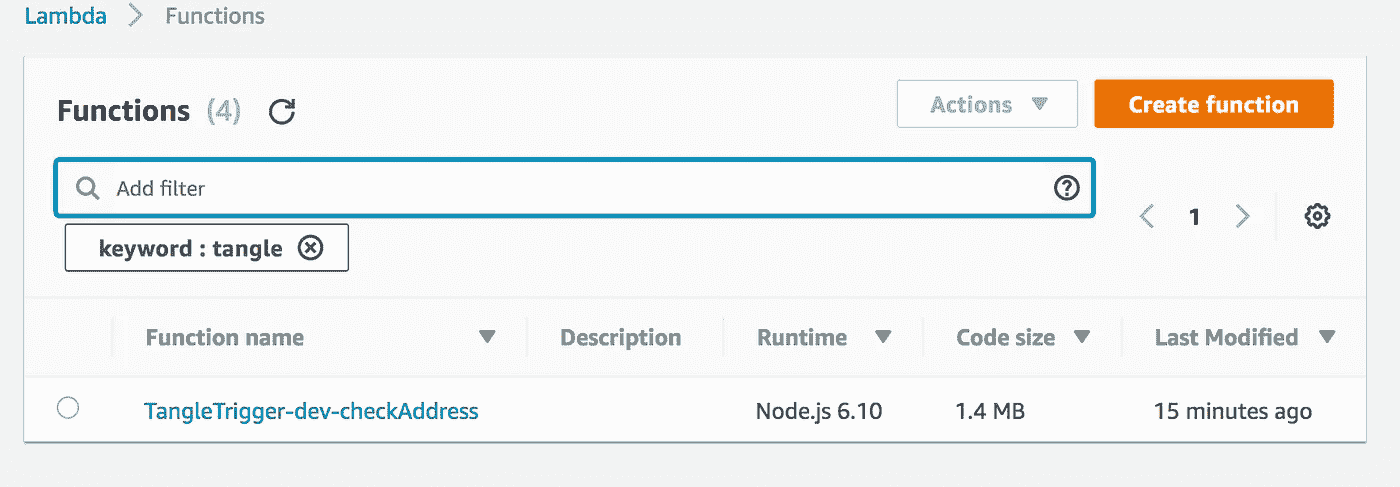 Lambda > Functions
Functions (4)
Actions
Create function
Add filter
1
keyword : tangle
Function name Description Runtime Code size Last Modified
TangleTrigger-dev-checkAddress Node.js 6.10 1.4 MB 15 minutes ago